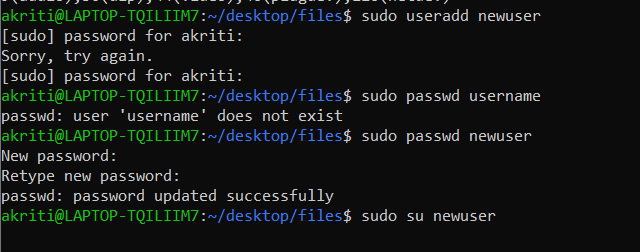 akriti@LAPTOP-TQILIIM7:~/desktop/files$ sudo useradd newuser
[sudo] password for akriti:
Sorry, try again.
[sudo] password for akriti:
akriti@LAPTOP-TQILIIM7:~/desktop/files$ sudo passwd username
passwd: user 'username' does not exist
akriti@LAPTOP-TQILIIM7:~/desktop/files$ sudo passwd newuser
New password:
Retype new password:
passwd: password updated successfully
akriti@LAPTOP-TQILIIM7:~/desktop/files$ sudo su newuser